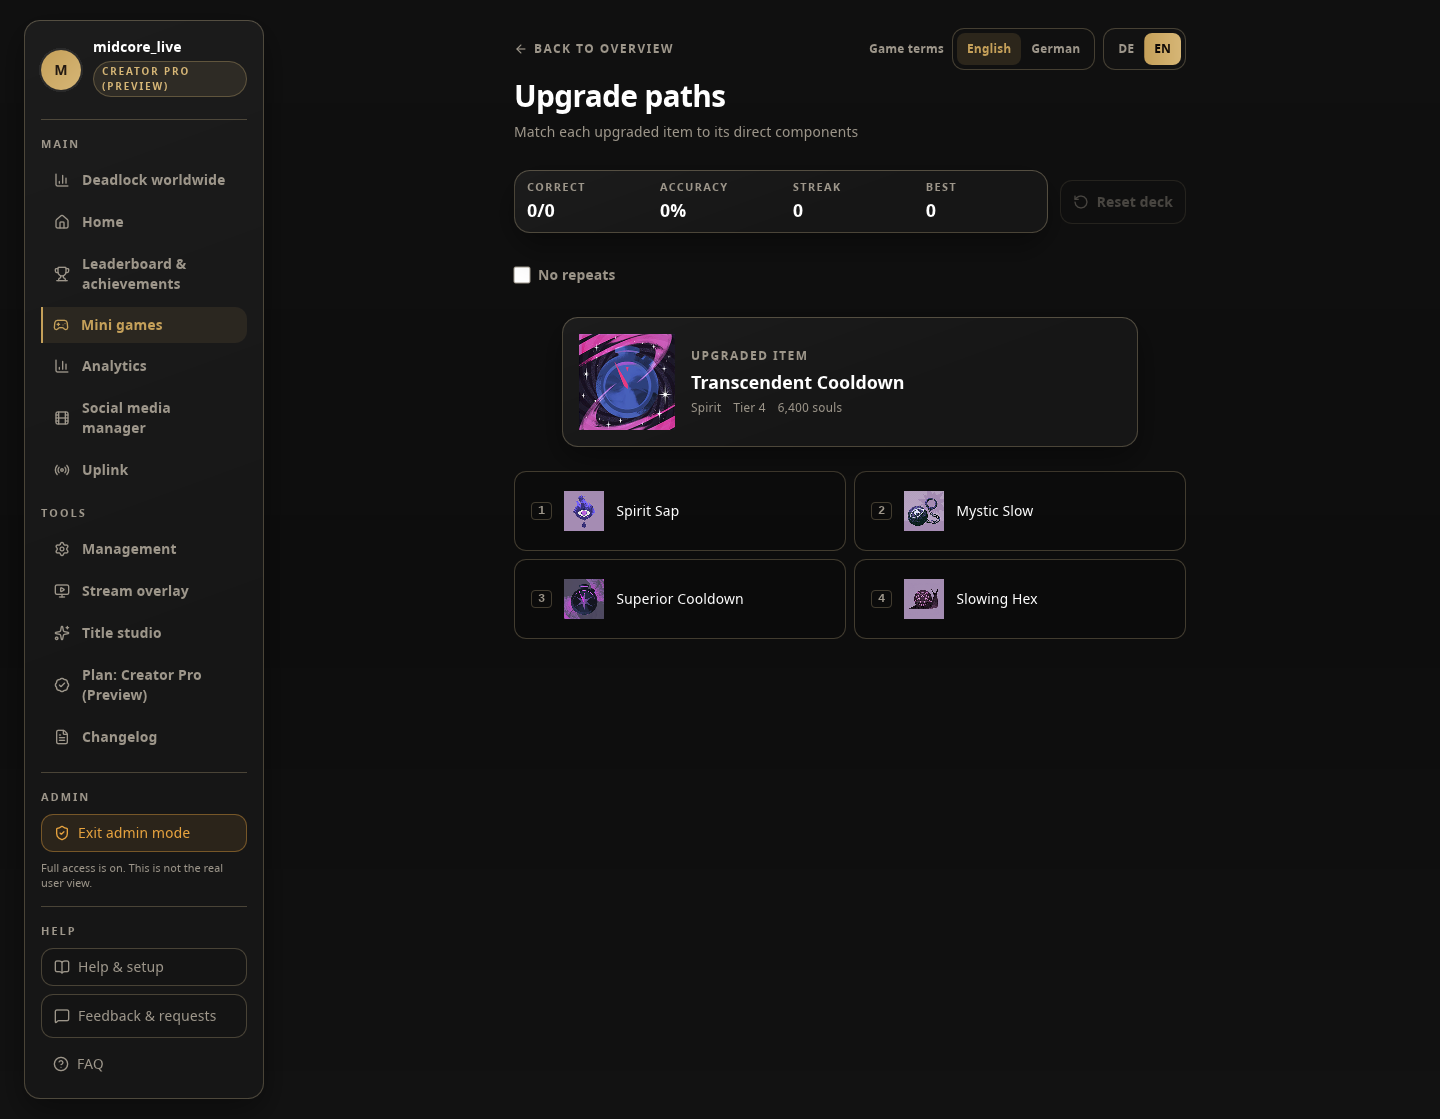 M
midcore_live
CREATOR PRO
(PREVIEW)
MAIN
Deadlock worldwide
Home
Leaderboard &
achievements
Mini games
Analytics
Social media
manager
Uplink
TOOLS
Management
Stream overlay
Title studio
Plan: Creator Pro
(Preview)
Changelog
ADMIN
Exit admin mode
Full access is on. This is not the real
user view.
HELP
Help & setup
Feedback & requests
FAQ
BACK TO OVERVIEW
Game terms English German DE EN
Upgrade paths
Match each upgraded item to its direct components
CORRECT ACCURACY STREAK BEST
0/0 0% 0 0
Reset deck
No repeats
UPGRADED ITEM
Transcendent Cooldown
Spirit Tier 4 6,400 souls
1 Spirit Sap
2 Mystic Slow
3 Superior Cooldown
4 Slowing Hex